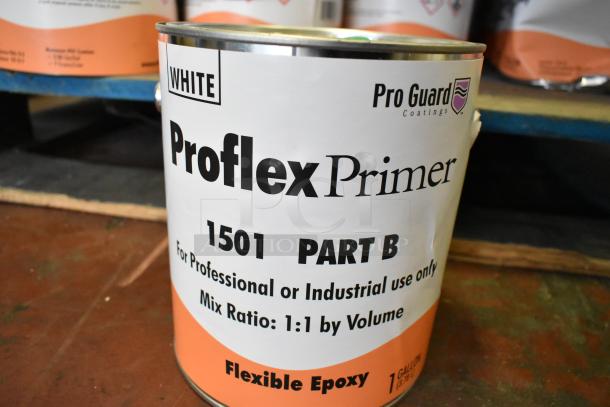 WHITE
Pro Guard
Coatings
Proflex Primer
1501 PART B
For Professional or Industrial use only
Mix Ratio: 1:1 by Volume
Flexible Epoxy
1 GALLON